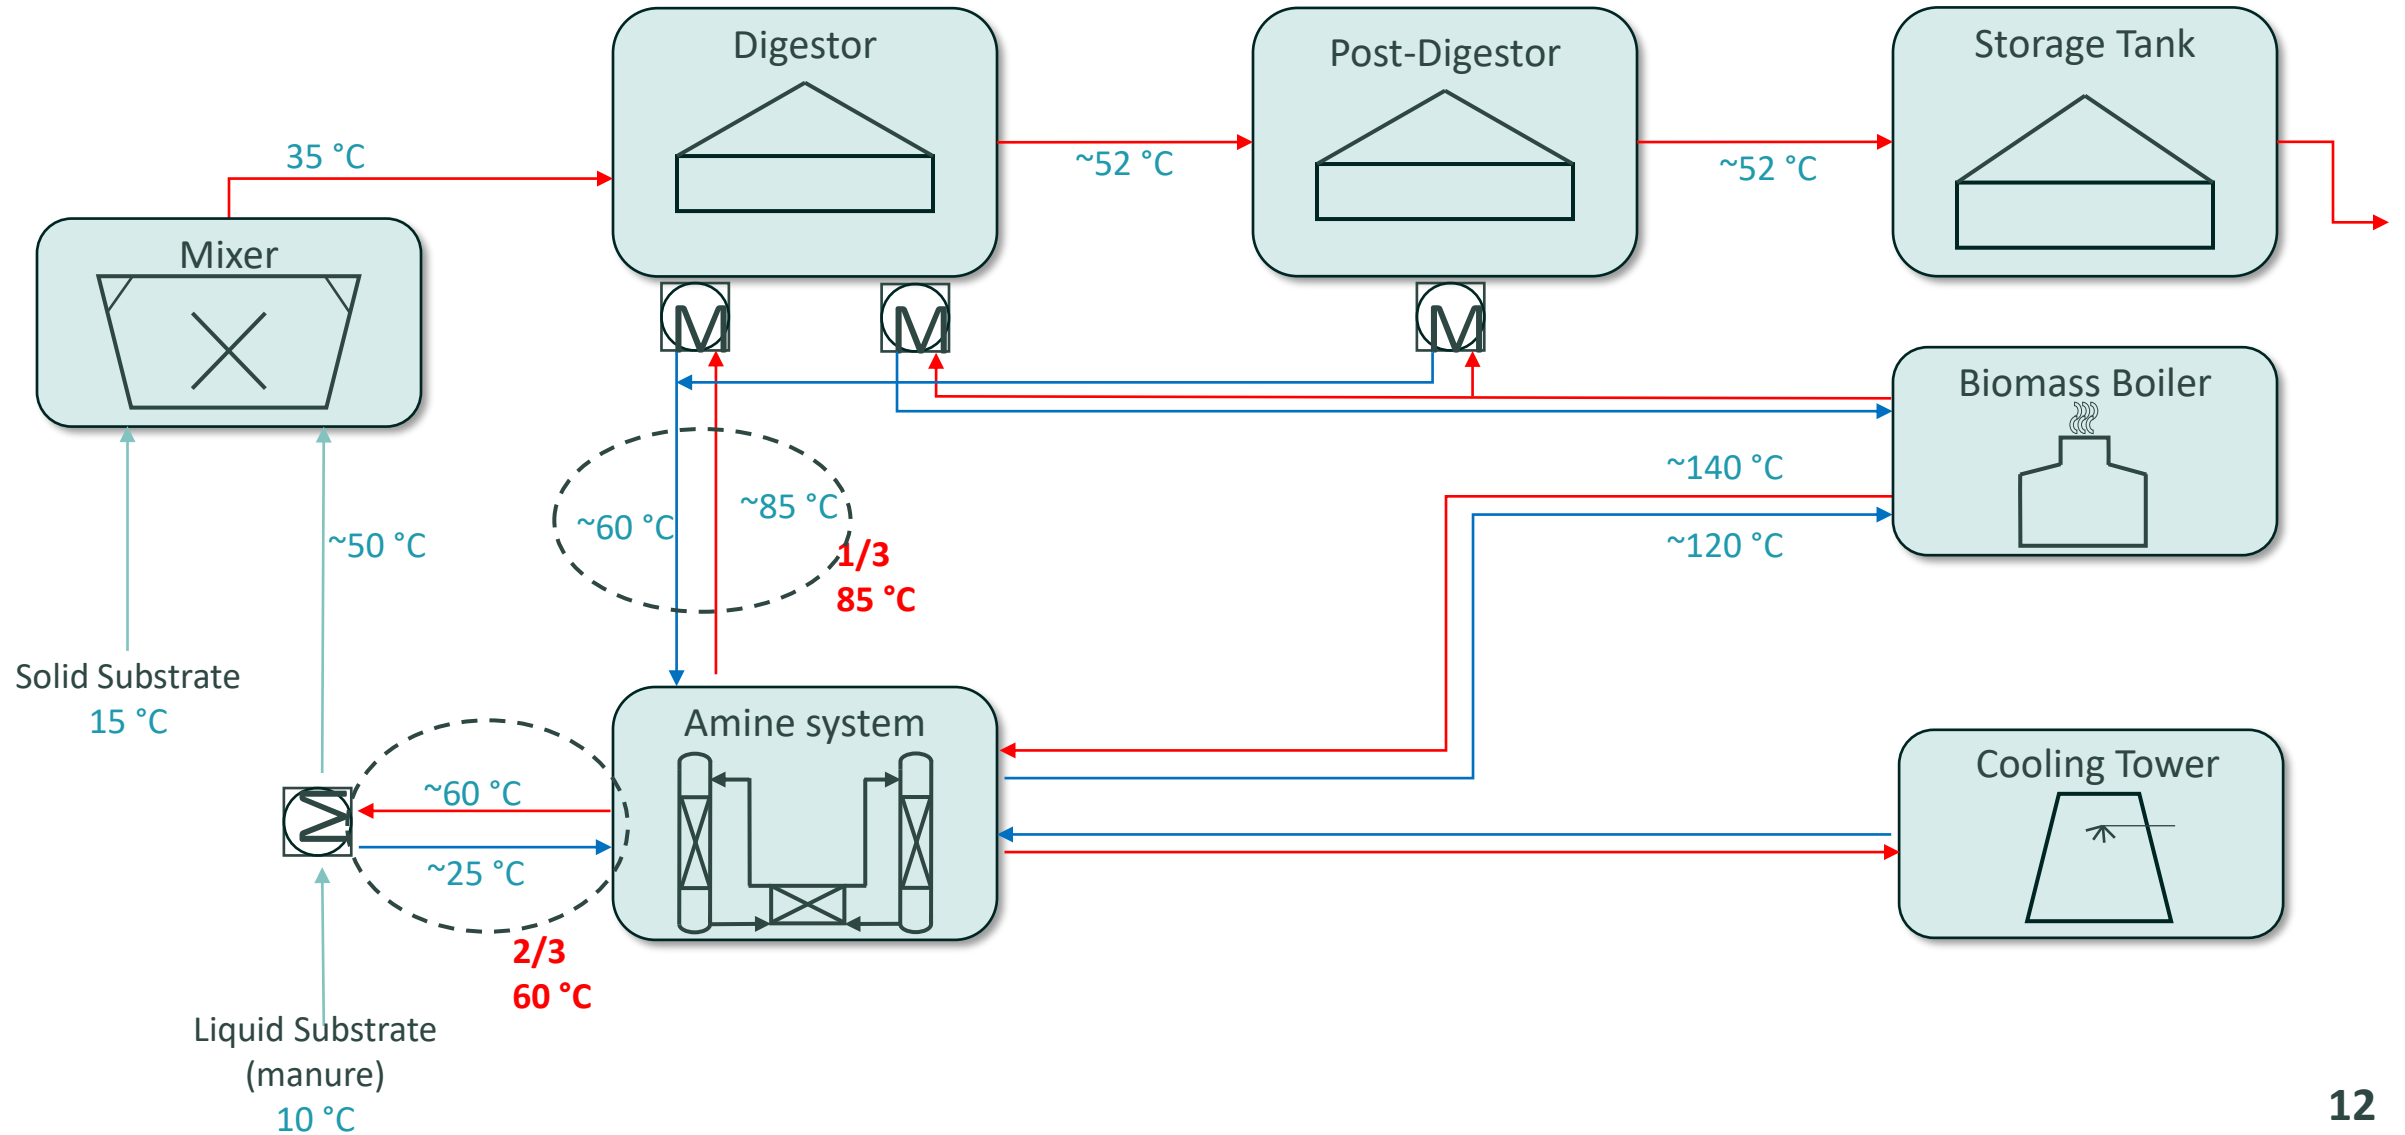 Digestor
Post-Digestor
Storage Tank
35 °C
~52 °C
~52 °C
Mixer
M
M
M
Biomass Boiler
~140 °C
~85 °C
~60 °C
~50 °C
~120 °C
1/3
85 °C
Solid Substrate
15 °C
Amine system
Cooling Tower
~60 °C
M
~25 °C
2/3
60 °C
Liquid Substrate
(manure)
10 °C
12